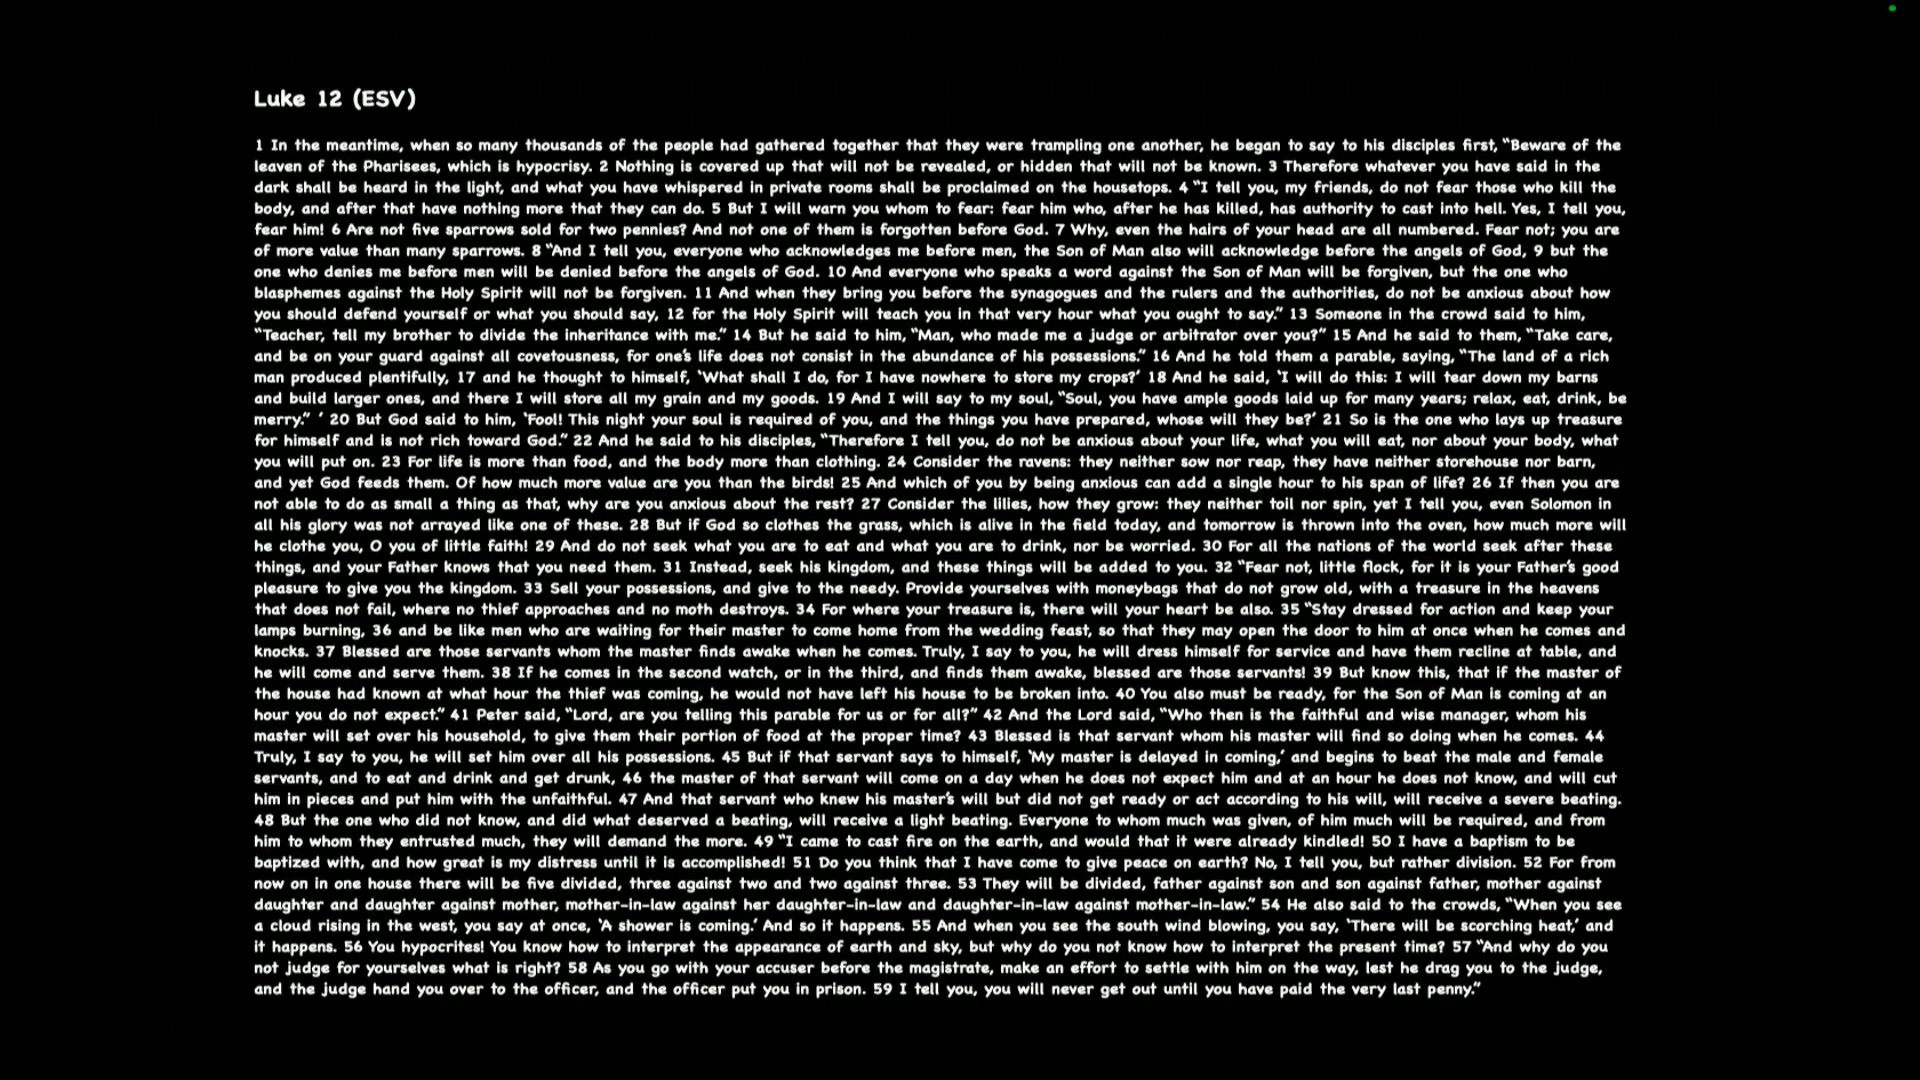 Luke 12 (ESV)
1 In the meantime, when so many thousands of the people had gathered together that they were trampling one another, he began to say to his disciples first, “Beware of the
leaven of the Pharisees, which is hypocrisy. 2 Nothing is covered up that will not be revealed, or hidden that will not be known. 3 Therefore whatever you have said in the
dark shall be heard in the light, and what you have whispered in private rooms shall be proclaimed on the housetops. 4 “I tell you, my friends, do not fear those who kill the
body, and after that have nothing more that they can do. 5 But I will warn you whom to fear: fear him who, after he has killed, has authority to cast into hell. Yes, I tell you,
fear him! 6 Are not five sparrows sold for two pennies? And not one of them is forgotten before God. 7 Why, even the hairs of your head are all numbered. Fear not; you are
of more value than many sparrows. 8 “And I tell you, everyone who acknowledges me before men, the Son of Man also will acknowledge before the angels of God, 9 but the
one who denies me before men will be denied before the angels of God. 10 And everyone who speaks a word against the Son of Man will be forgiven, but the one who
blasphemes against the Holy Spirit will not be forgiven. 11 And when they bring you before the synagogues and the rulers and the authorities, do not be anxious about how
you should defend yourself or what you should say, 12 for the Holy Spirit will teach you in that very hour what you ought to say.” 13 Someone in the crowd said to him,
“Teacher, tell my brother to divide the inheritance with me.” 14 But he said to him, “Man, who made me a judge or arbitrator over you?” 15 And he said to them, “Take care,
and be on your guard against all covetousness, for one’s life does not consist in the abundance of his possessions.” 16 And he told them a parable, saying, “The land of a rich
man produced plentifully, 17 and he thought to himself, ‘What shall I do, for I have nowhere to store my crops?’ 18 And he said, ‘I will do this: I will tear down my barns
and build larger ones, and there I will store all my grain and my goods. 19 And I will say to my soul, “Soul, you have ample goods laid up for many years; relax, eat, drink, be
merry.” ’ 20 But God said to him, ‘Fool! This night your soul is required of you, and the things you have prepared, whose will they be?’ 21 So is the one who lays up treasure
for himself and is not rich toward God.” 22 And he said to his disciples, “Therefore I tell you, do not be anxious about your life, what you will eat, nor about your body, what
you will put on. 23 For life is more than food, and the body more than clothing. 24 Consider the ravens: they neither sow nor reap, they have neither storehouse nor barn,
and yet God feeds them. Of how much more value are you than the birds! 25 And which of you by being anxious can add a single hour to his span of life? 26 If then you are
not able to do as small a thing as that, why are you anxious about the rest? 27 Consider the lilies, how they grow: they neither toil nor spin, yet I tell you, even Solomon in
all his glory was not arrayed like one of these. 28 But if God so clothes the grass, which is alive in the field today, and tomorrow is thrown into the oven, how much more will
he clothe you, O you of little faith! 29 And do not seek what you are to eat and what you are to drink, nor be worried. 30 For all the nations of the world seek after these
things, and your Father knows that you need them. 31 Instead, seek his kingdom, and these things will be added to you. 32 “Fear not, little flock, for it is your Father’s good
pleasure to give you the kingdom. 33 Sell your possessions, and give to the needy. Provide yourselves with moneybags that do not grow old, with a treasure in the heavens
that does not fail, where no thief approaches and no moth destroys. 34 For where your treasure is, there will your heart be also. 35 “Stay dressed for action and keep your
lamps burning, 36 and be like men who are waiting for their master to come home from the wedding feast, so that they may open the door to him at once when he comes and
knocks. 37 Blessed are those servants whom the master finds awake when he comes. Truly, I say to you, he will dress himself for service and have them recline at table, and
he will come and serve them. 38 If he comes in the second watch, or in the third, and finds them awake, blessed are those servants! 39 But know this, that if the master of
the house had known at what hour the thief was coming, he would not have left his house to be broken into. 40 You also must be ready, for the Son of Man is coming at an
hour you do not expect.” 41 Peter said, “Lord, are you telling this parable for us or for all?” 42 And the Lord said, “Who then is the faithful and wise manager, whom his
master will set over his household, to give them their portion of food at the proper time? 43 Blessed is that servant whom his master will find so doing when he comes. 44
Truly, I say to you, he will set him over all his possessions. 45 But if that servant says to himself, ‘My master is delayed in coming,’ and begins to beat the male and female
servants, and to eat and drink and get drunk, 46 the master of that servant will come on a day when he does not expect him and at an hour he does not know, and will cut
him in pieces and put him with the unfaithful. 47 And that servant who knew his master’s will but did not get ready or act according to his will, will receive a severe beating.
48 But the one who did not know, and did what deserved a beating, will receive a light beating. Everyone to whom much was given, of him much will be required, and from
him to whom they entrusted much, they will demand the more. 49 “I came to cast fire on the earth, and would that it were already kindled! 50 I have a baptism to be
baptized with, and how great is my distress until it is accomplished! 51 Do you think that I have come to give peace on earth? No, I tell you, but rather division. 52 For from
now on in one house there will be five divided, three against two and two against three. 53 They will be divided, father against son and son against father, mother against
daughter and daughter against mother, mother-in-law against her daughter-in-law and daughter-in-law against mother-in-law.” 54 He also said to the crowds, “When you see
a cloud rising in the west, you say at once, ‘A shower is coming.’ And so it happens. 55 And when you see the south wind blowing, you say, ‘There will be scorching heat,’ and
it happens. 56 You hypocrites! You know how to interpret the appearance of earth and sky, but why do you not know how to interpret the present time? 57 “And why do you
not judge for yourselves what is right? 58 As you go with your accuser before the magistrate, make an effort to settle with him on the way, lest he drag you to the judge,
and the judge hand you over to the officer, and the officer put you in prison. 59 I tell you, you will never get out until you have paid the very last penny.”